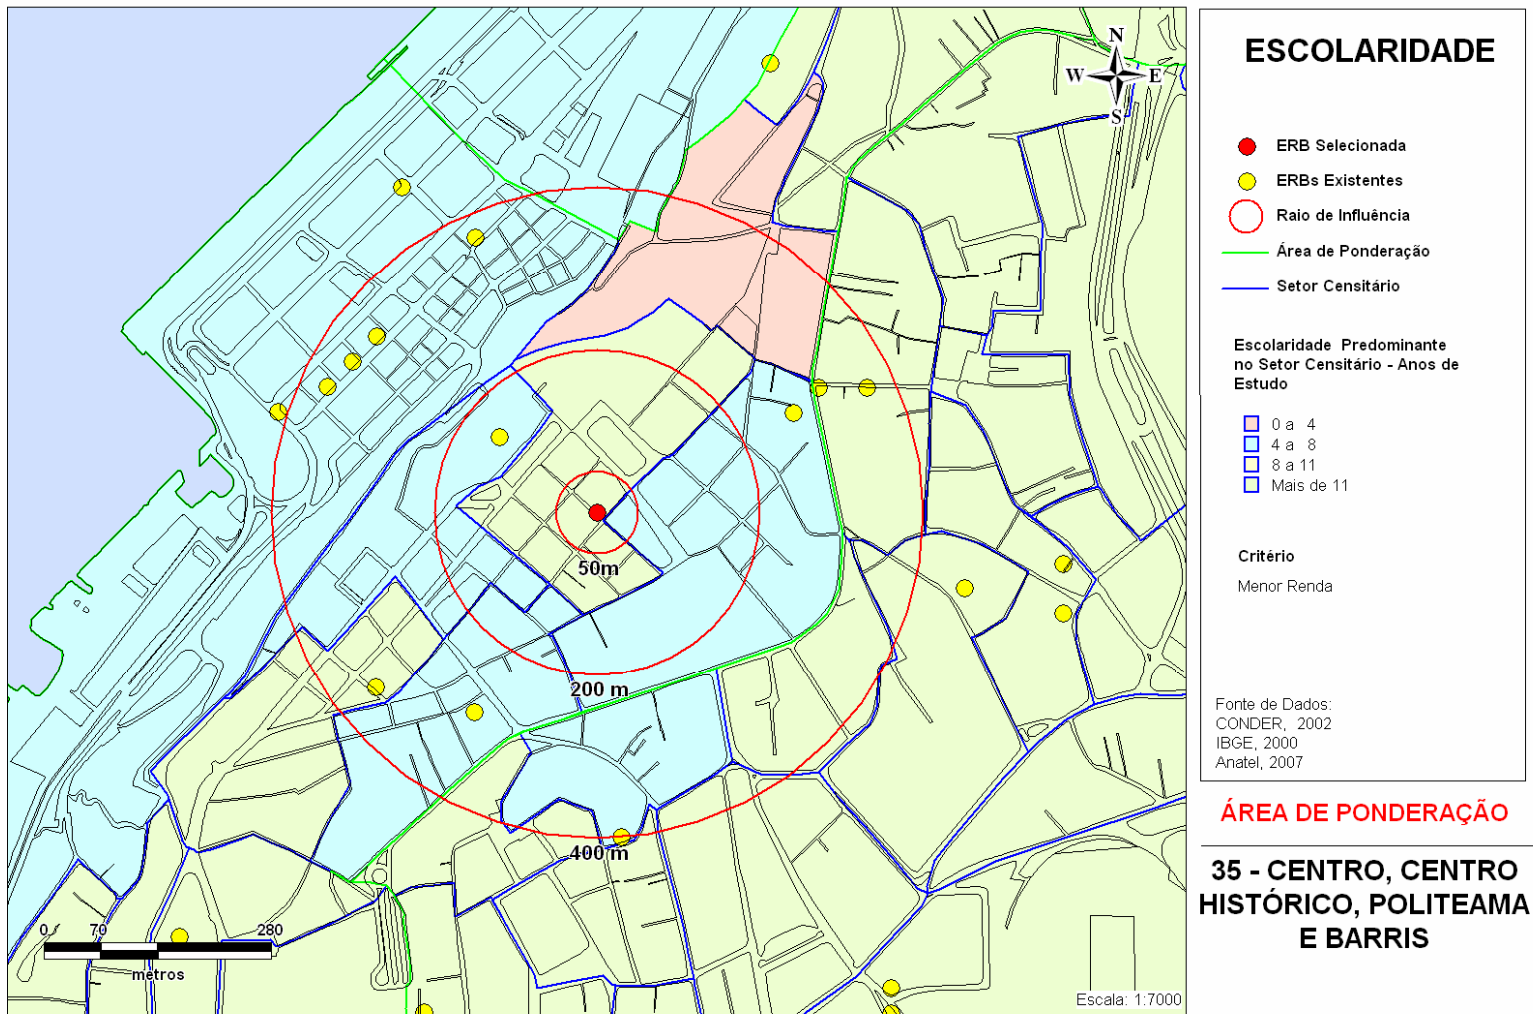 N
W E
S
50m
200 m
400 m
0 70 280
metros
Escala: 1:7000
ESCOLARIDADE
ERB Selecionada
ERBs Existentes
Raio de Influência
Área de Ponderação
Setor Censitário
Escolaridade Predominante
no Setor Censitário - Anos de
Estudo
0 a 4
4 a 8
8 a 11
Mais de 11
Critério
Menor Renda
Fonte de Dados:
CONDER, 2002
IBGE, 2000
Anatel, 2007
ÁREA DE PONDERAÇÃO
35 - CENTRO, CENTRO
HISTÓRICO, POLITEAMA
E BARRIS